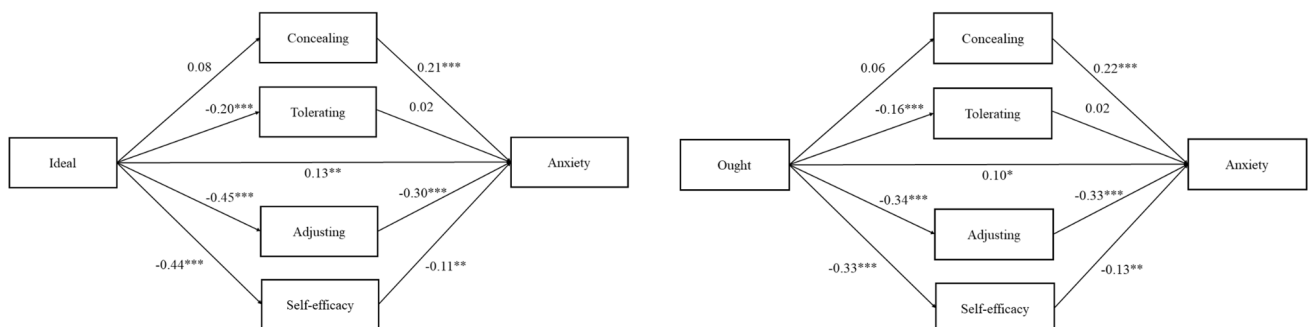 Concealing
0.08
0.21***
-0.20***
Tolerating
0.02
Ideal
Anxiety
0.13**
-0.45***
-0.30***
Adjusting
-0.44***
-0.11**
Self-efficacy
Concealing
0.06
0.22***
-0.16***
Tolerating
0.02
Ought
Anxiety
0.10*
-0.34***
-0.33***
Adjusting
-0.33***
-0.13**
Self-efficacy